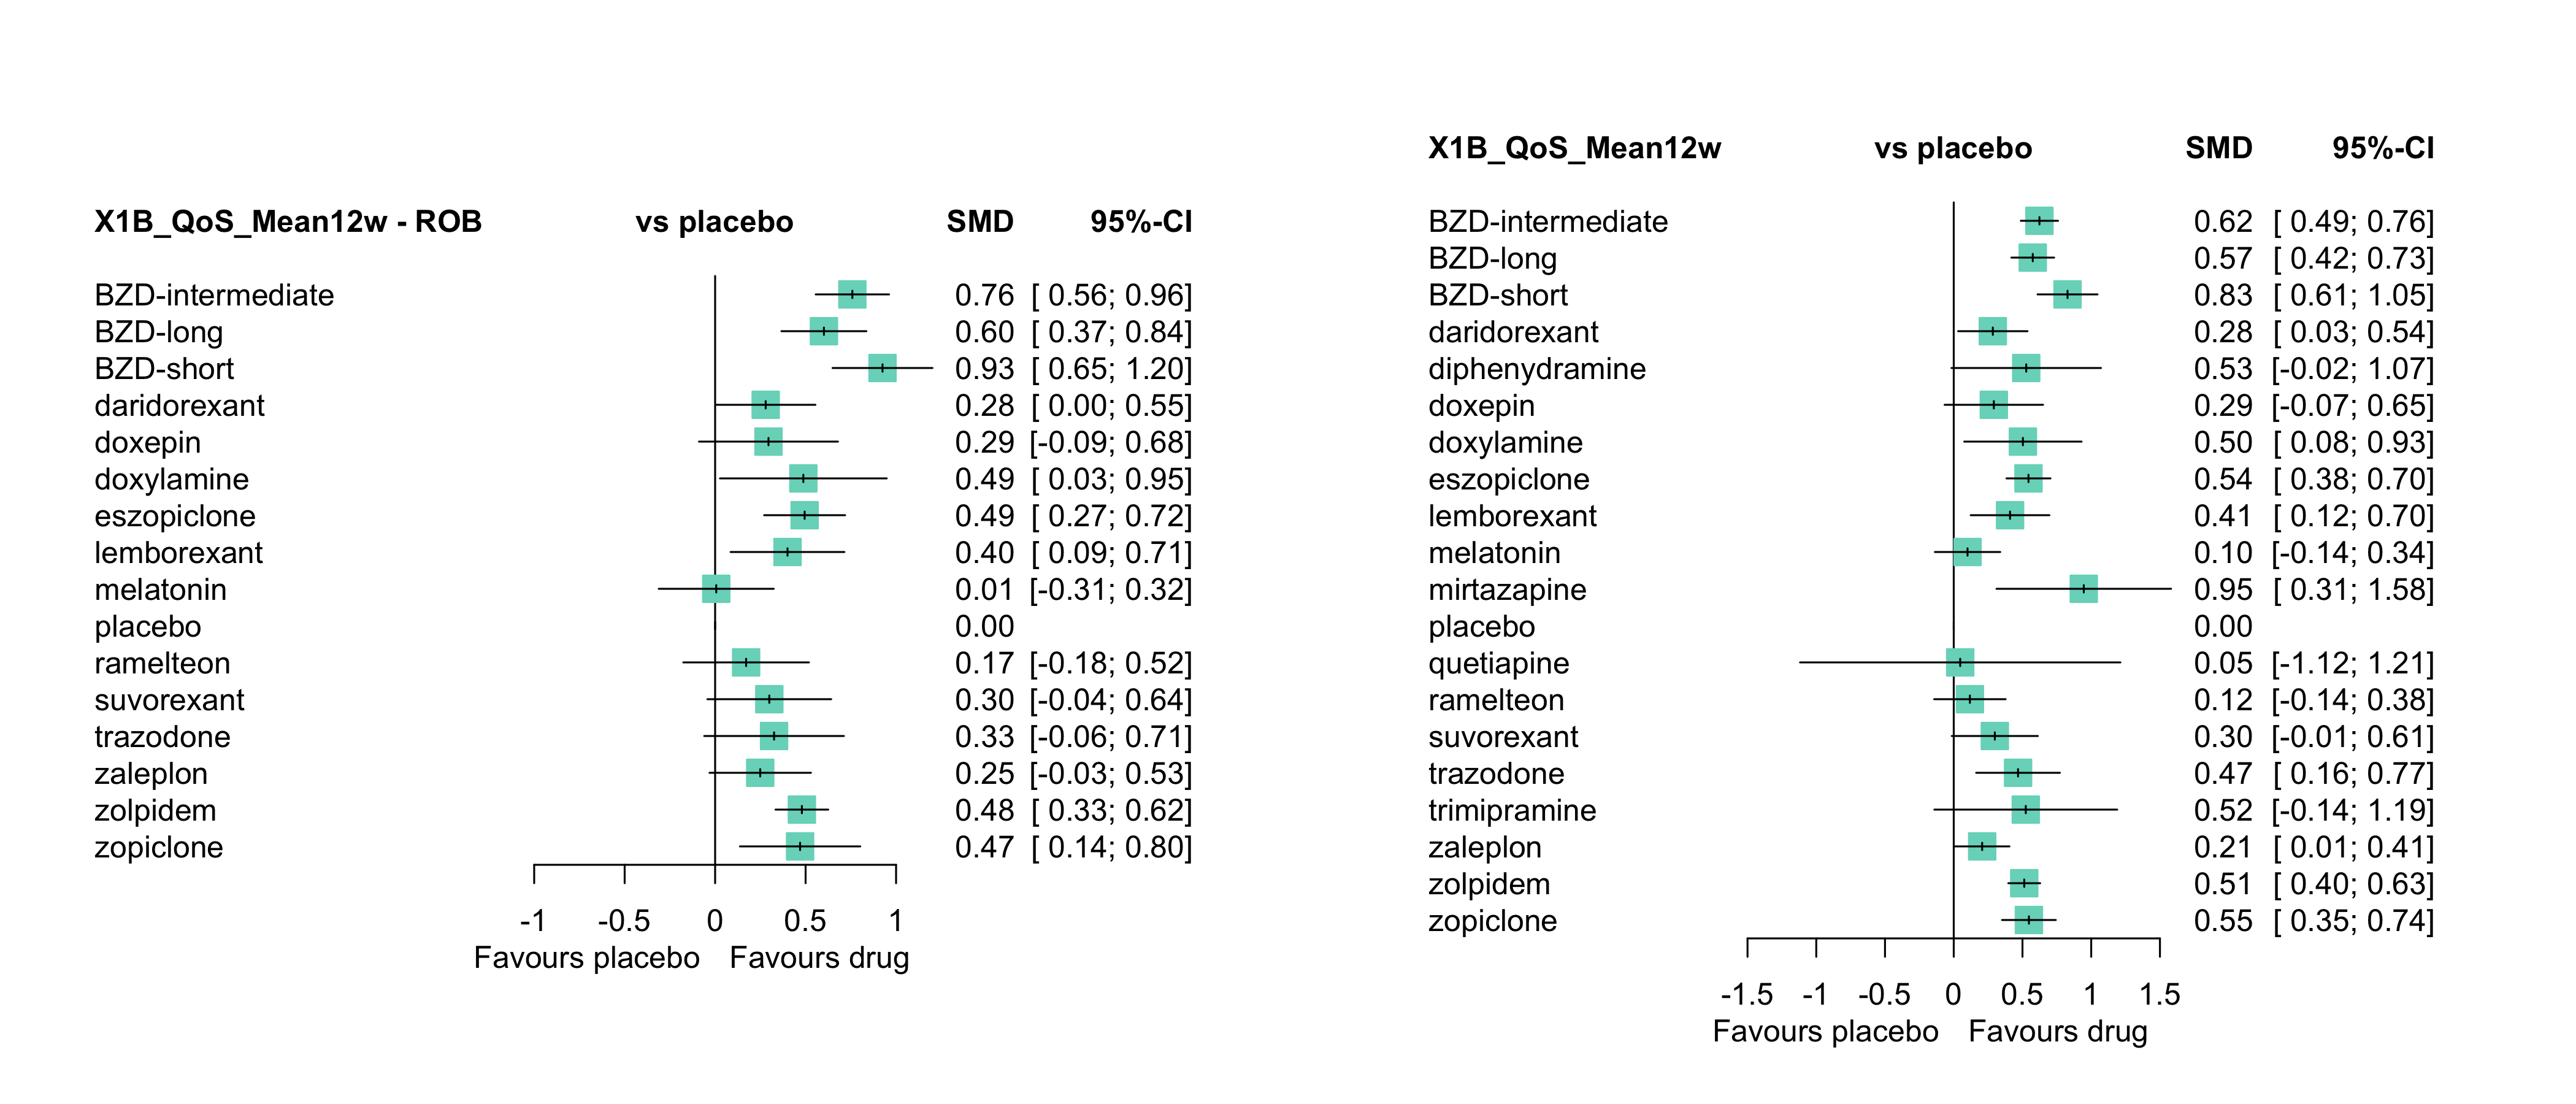 X1B_QoS_Mean12w - ROB vs placebo SMD 95%-CI
BZD-intermediate 0.76 [ 0.56; 0.96]
BZD-long 0.60 [ 0.37; 0.84]
BZD-short 0.93 [ 0.65; 1.20]
daridorexant 0.28 [ 0.00; 0.55]
doxepin 0.29 [-0.09; 0.68]
doxylamine 0.49 [ 0.03; 0.95]
eszopiclone 0.49 [ 0.27; 0.72]
lemborexant 0.40 [ 0.09; 0.71]
melatonin 0.01 [-0.31; 0.32]
placebo 0.00
ramelteon 0.17 [-0.18; 0.52]
suvorexant 0.30 [-0.04; 0.64]
trazodone 0.33 [-0.06; 0.71]
zaleplon 0.25 [-0.03; 0.53]
zolpidem 0.48 [ 0.33; 0.62]
zopiclone 0.47 [ 0.14; 0.80]
-1 -0.5 0 0.5 1
Favours placebo Favours drug
X1B_QoS_Mean12w vs placebo SMD 95%-CI
BZD-intermediate 0.62 [ 0.49; 0.76]
BZD-long 0.57 [ 0.42; 0.73]
BZD-short 0.83 [ 0.61; 1.05]
daridorexant 0.28 [ 0.03; 0.54]
diphenydramine 0.53 [-0.02; 1.07]
doxepin 0.29 [-0.07; 0.65]
doxylamine 0.50 [ 0.08; 0.93]
eszopiclone 0.54 [ 0.38; 0.70]
lemborexant 0.41 [ 0.12; 0.70]
melatonin 0.10 [-0.14; 0.34]
mirtazapine 0.95 [ 0.31; 1.58]
placebo 0.00
quetiapine 0.05 [-1.12; 1.21]
ramelteon 0.12 [-0.14; 0.38]
suvorexant 0.30 [-0.01; 0.61]
trazodone 0.47 [ 0.16; 0.77]
trimipramine 0.52 [-0.14; 1.19]
zaleplon 0.21 [ 0.01; 0.41]
zolpidem 0.51 [ 0.40; 0.63]
zopiclone 0.55 [ 0.35; 0.74]
-1.5 -1 -0.5 0 0.5 1 1.5
Favours placebo Favours drug